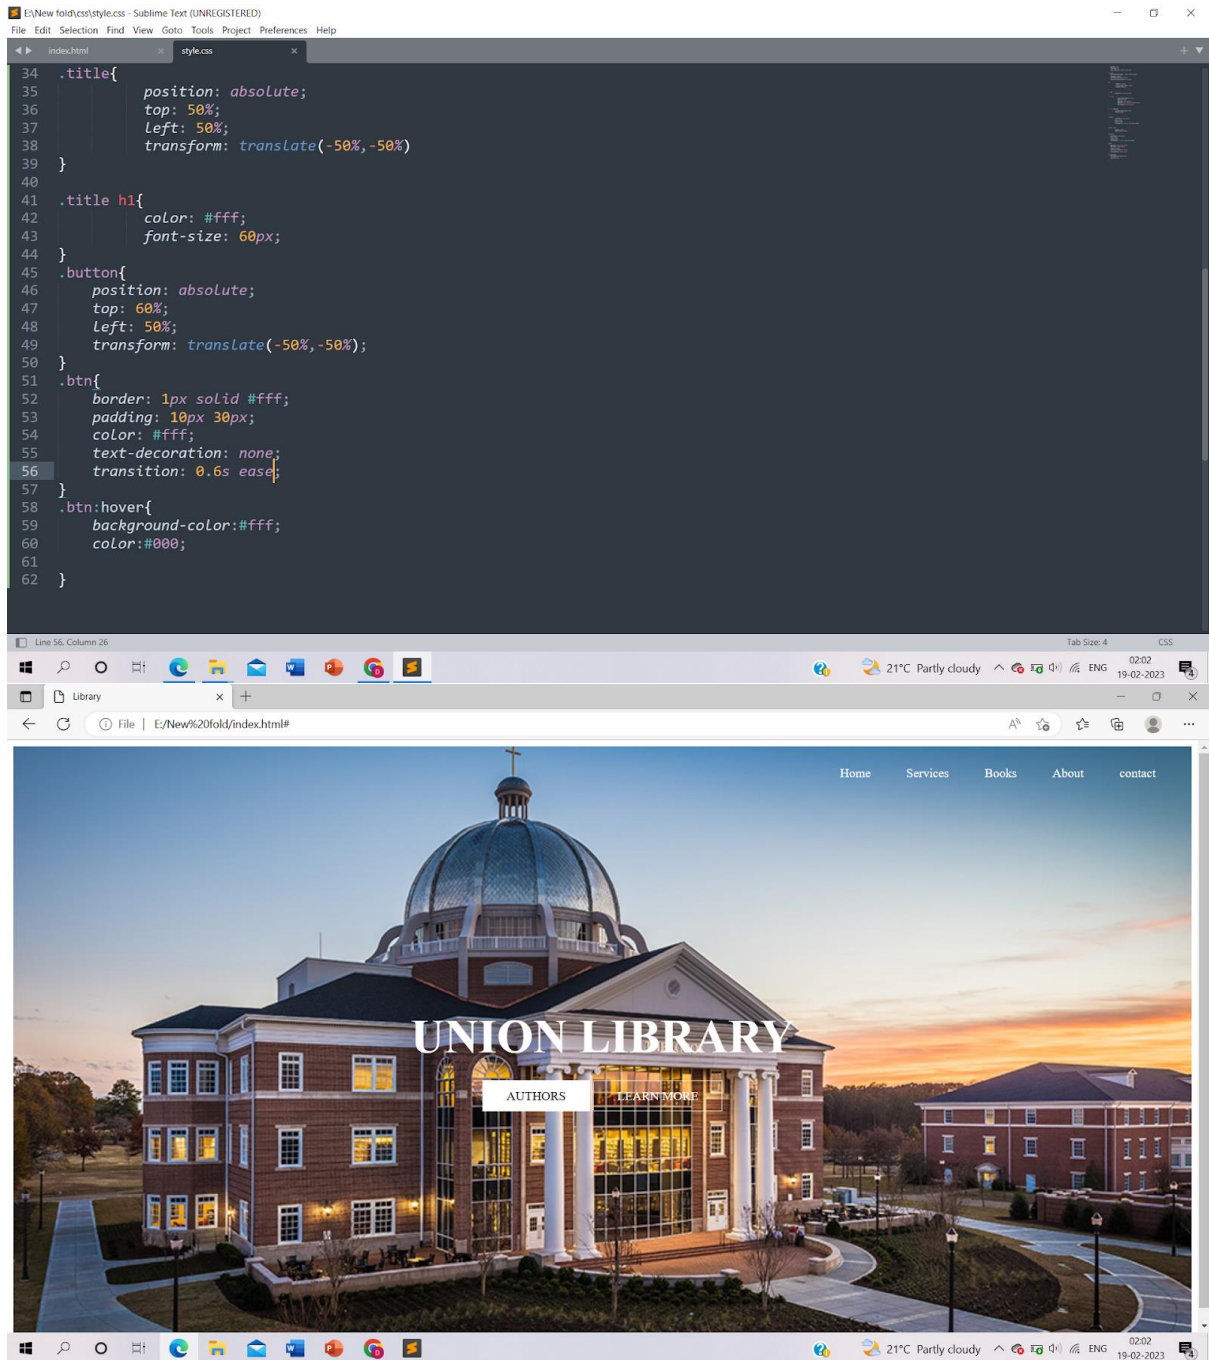 E:\New fold\css\style.css - Sublime Text (UNREGISTERED)
File Edit Selection Find View Goto Tools Project Preferences Help
index.html × style.css ×
34 .title{
35 position: absolute;
36 top: 50%;
37 left: 50%;
38 transform: translate(-50%,-50%)
39 }
40
41 .title h1{
42 color: #fff;
43 font-size: 60px;
44 }
45 .button{
46 position: absolute;
47 top: 60%;
48 left: 50%;
49 transform: translate(-50%,-50%);
50 }
51 .btn{
52 border: 1px solid #fff;
53 padding: 10px 30px;
54 color: #fff;
55 text-decoration: none;
56 transition: 0.6s ease;
57 }
58 .btn:hover{
59 background-color:#fff;
60 color:#000;
61
62 }
Line 56, Column 26 Tab Size: 4 CSS
21°C Partly cloudy ENG 02:02
19-02-2023
Library
File | E:/New%20fold/index.html#
Home Services Books About contact
UNION LIBRARY
AUTHORS LEARN MORE
21°C Partly cloudy ENG 02:02
19-02-2023